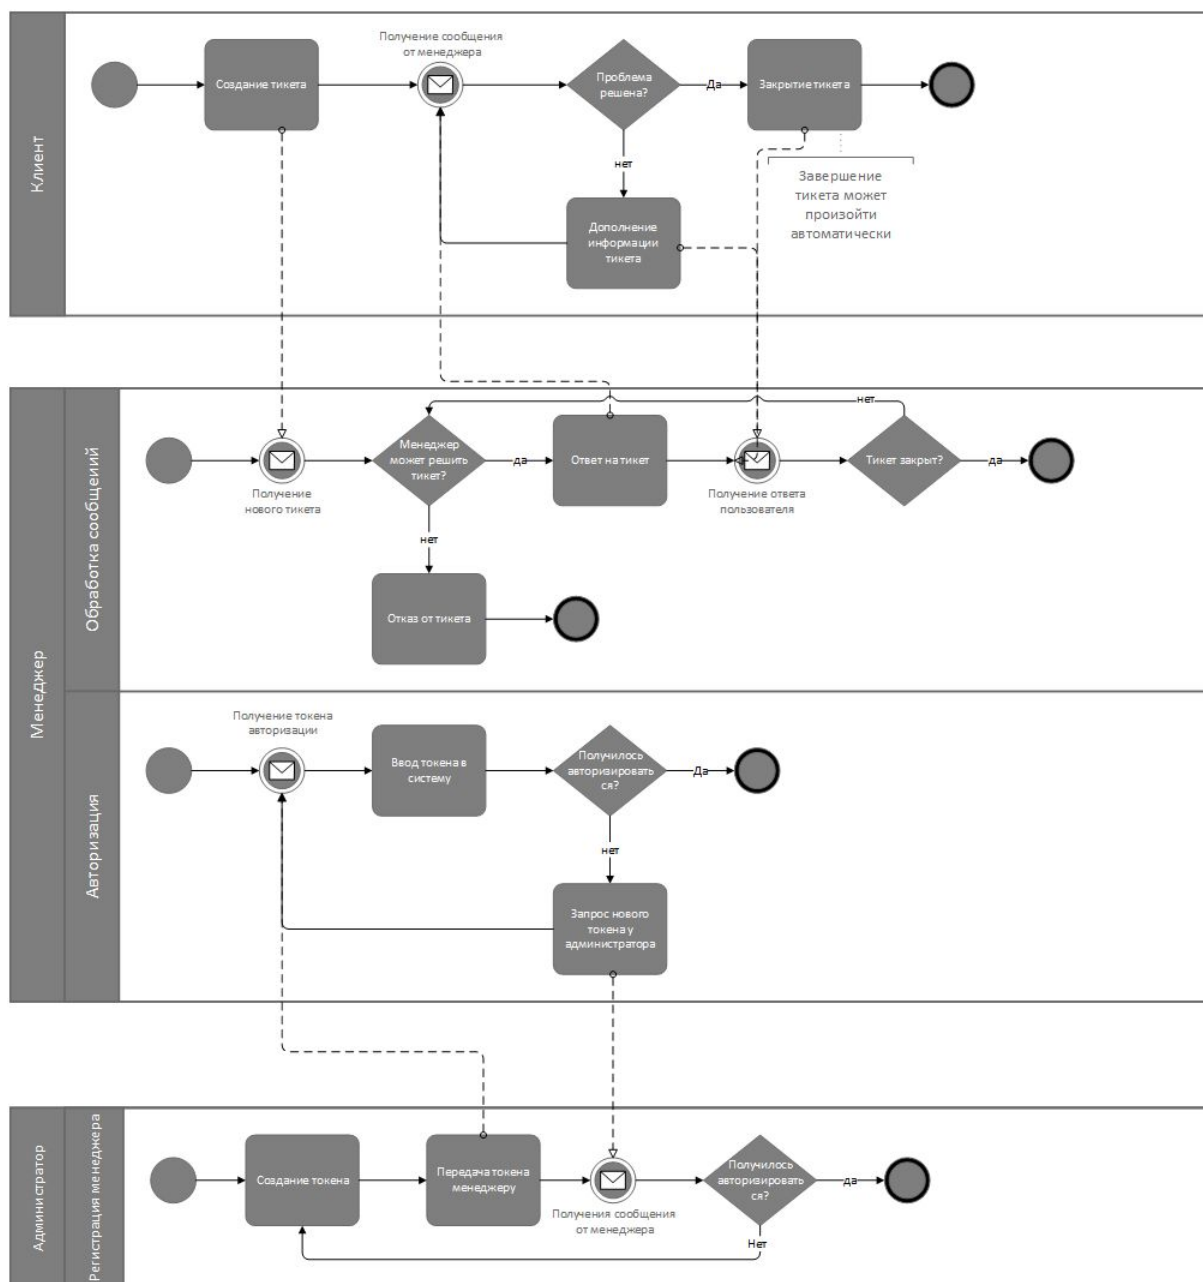 Клиент
Получение сообщения
от менеджера
Создание тикета
Проблема
решена?
Да
Закрытие тикета
нет
Дополнение
информации
тикета
Завершение
тикета может
произойти
автоматически
Менеджер
Обработка сообщеиий
Получение
нового тикета
Менеджер
может решить
тикет?
да
Ответ на тикет
Получение ответа
пользователя
нет
Тикет закрыт?
да
нет
Отказ от тикета
Авторизация
Получение токена
авторизации
Ввод токена в
систему
Получилось
авторизировать
ся?
Да
нет
Запрос нового
токена у
администратора
Администратор
Регистрация менеджера
Создание токена
Передача токена
менеджеру
Получения сообщения
от менеджера
Получилось
авторизировать
ся?
да
Нет